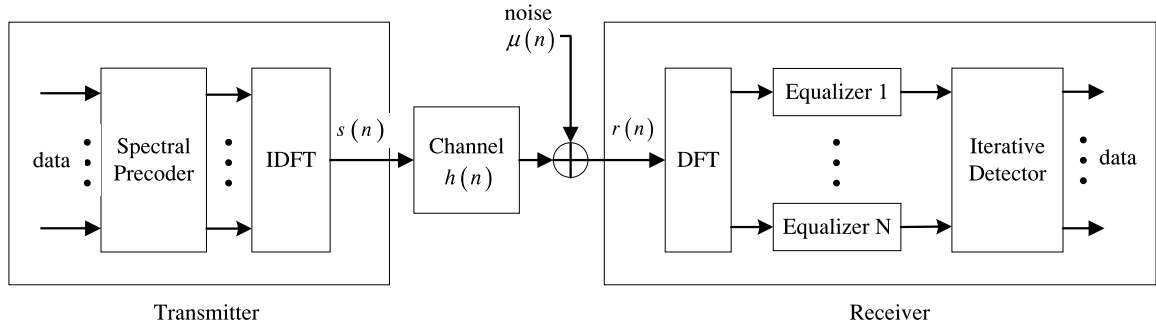 noise
μ(n)
data
Spectral
Precoder
IDFT
s(n)
Channel
h(n)
r(n)
DFT
Equalizer 1
Equalizer N
Iterative
Detector
data
Transmitter
Receiver